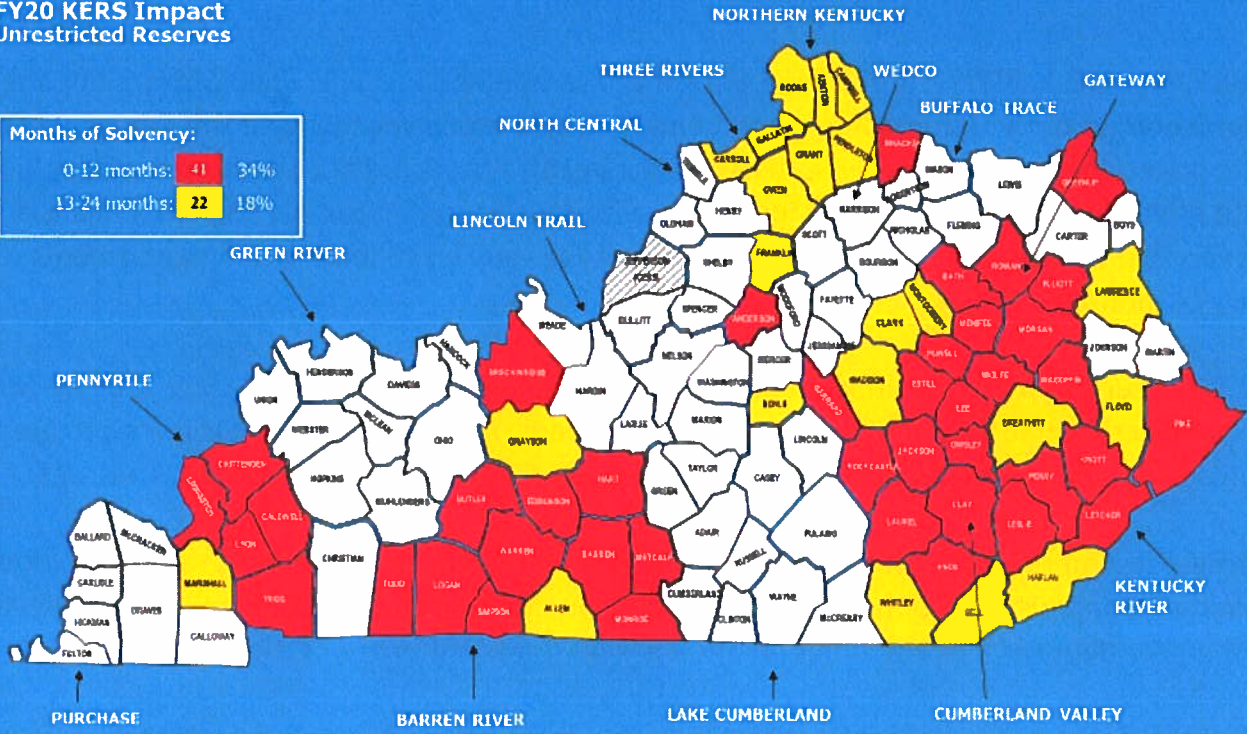 FY20 KERS Impact
Unrestricted Reserves
Months of Solvency:
0-12 months: 41 34%
13-24 months: 22 18%
NORTHERN KENTUCKY
THREE RIVERS
WEDCO
GATEWAY
BUFFALO TRACE
NORTH CENTRAL
LINCOLN TRAIL
GREEN RIVER
PENNYRILE
KENTUCKY
RIVER
PURCHASE
BARREN RIVER
LAKE CUMBERLAND
CUMBERLAND VALLEY
BOONE
CAMPBELL
GALLATIN
CARROLL
GRANT
PENDLETON
OWEN
MASON
LEWIS
HENRY
HARRISON
OLDHAM
SCOTT
NICHOLAS
FLEMING
CARTER
BOYD
SHELBY
FRANKLIN
BOURBON
BATH
ROWAN
ELLIOTT
LAWRENCE
SPENCER
BULLITT
ANDERSON
WOODFORD
FAYETTE
CLARK
MONTGOMERY
MENIFEE
MORGAN
JOHNSON
MARTIN
MEADE
NELSON
MERCER
MADISON
ESTILL
POWELL
WOLFE
MAGOFFIN
FLOYD
PIKE
HENDERSON
DAVIESS
HANCOCK
UNION
WEBSTER
MCLEAN
OHIO
HARDIN
WASHINGTON
MARION
LARUE
BOYLE
GARRARD
LINCOLN
LEE
BREATHITT
GRAYSON
HOPKINS
HART
GREEN
TAYLOR
CASEY
ROCKCASTLE
JACKSON
OWSLEY
KNOTT
PERRY
CRITTENDEN
LIVINGSTON
CALDWELL
LYON
BUTLER
EDMONSON
ADAIR
RUSSELL
PULASKI
LAUREL
CLAY
LESLIE
LETCHER
BALLARD
MCCRACKEN
CARLISLE
GRAVES
MARSHALL
HICKMAN
FULTON
CALLOWAY
TRIGG
CHRISTIAN
TODD
LOGAN
SIMPSON
WARREN
ALLEN
BARREN
METCALFE
MONROE
CLINTON
WAYNE
McCREARY
WHITLEY
KNOX
BELL
HARLAN